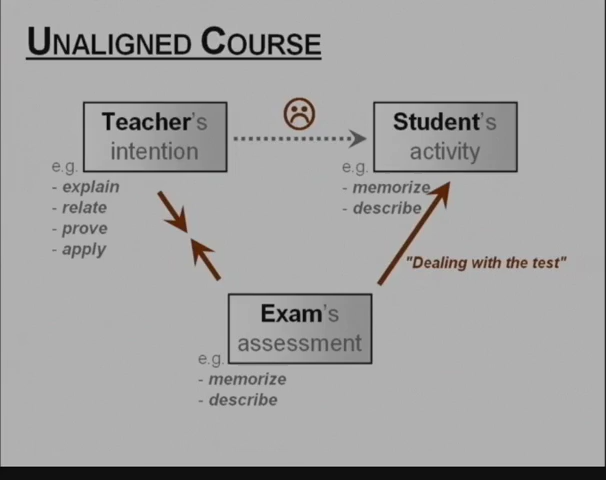 UNALIGNED COURSE
Teacher's
intention
e.g.
- explain
- relate
- prove
- apply
Student's
activity
e.g.
- memorize
- describe
"Dealing with the test"
Exam's
assessment
e.g.
- memorize
- describe